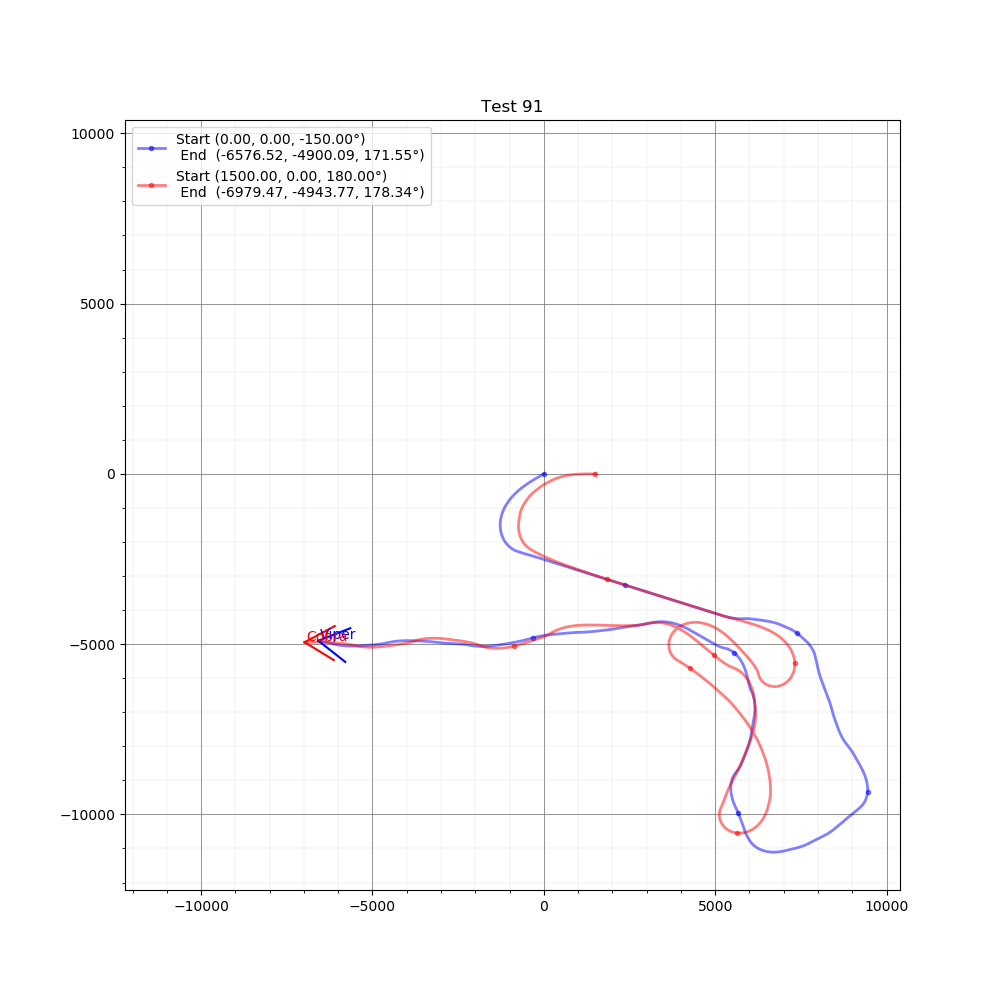 Test 91
Start (0.00, 0.00, -150.00°)
End (-6576.52, -4900.09, 171.55°)
Start (1500.00, 0.00, 180.00°)
End (-6979.47, -4943.77, 178.34°)
10000
5000
0
−5000
−10000
Viper
−10000 −5000 0 5000 10000